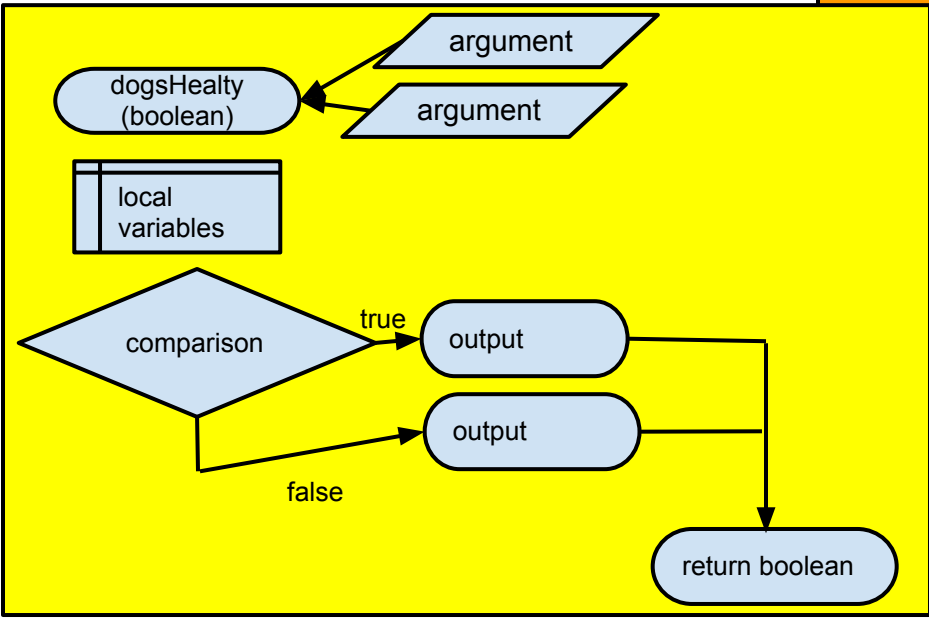 argument
dogsHealty
(boolean)
argument
local
variables
true
comparison
output
output
false
return boolean